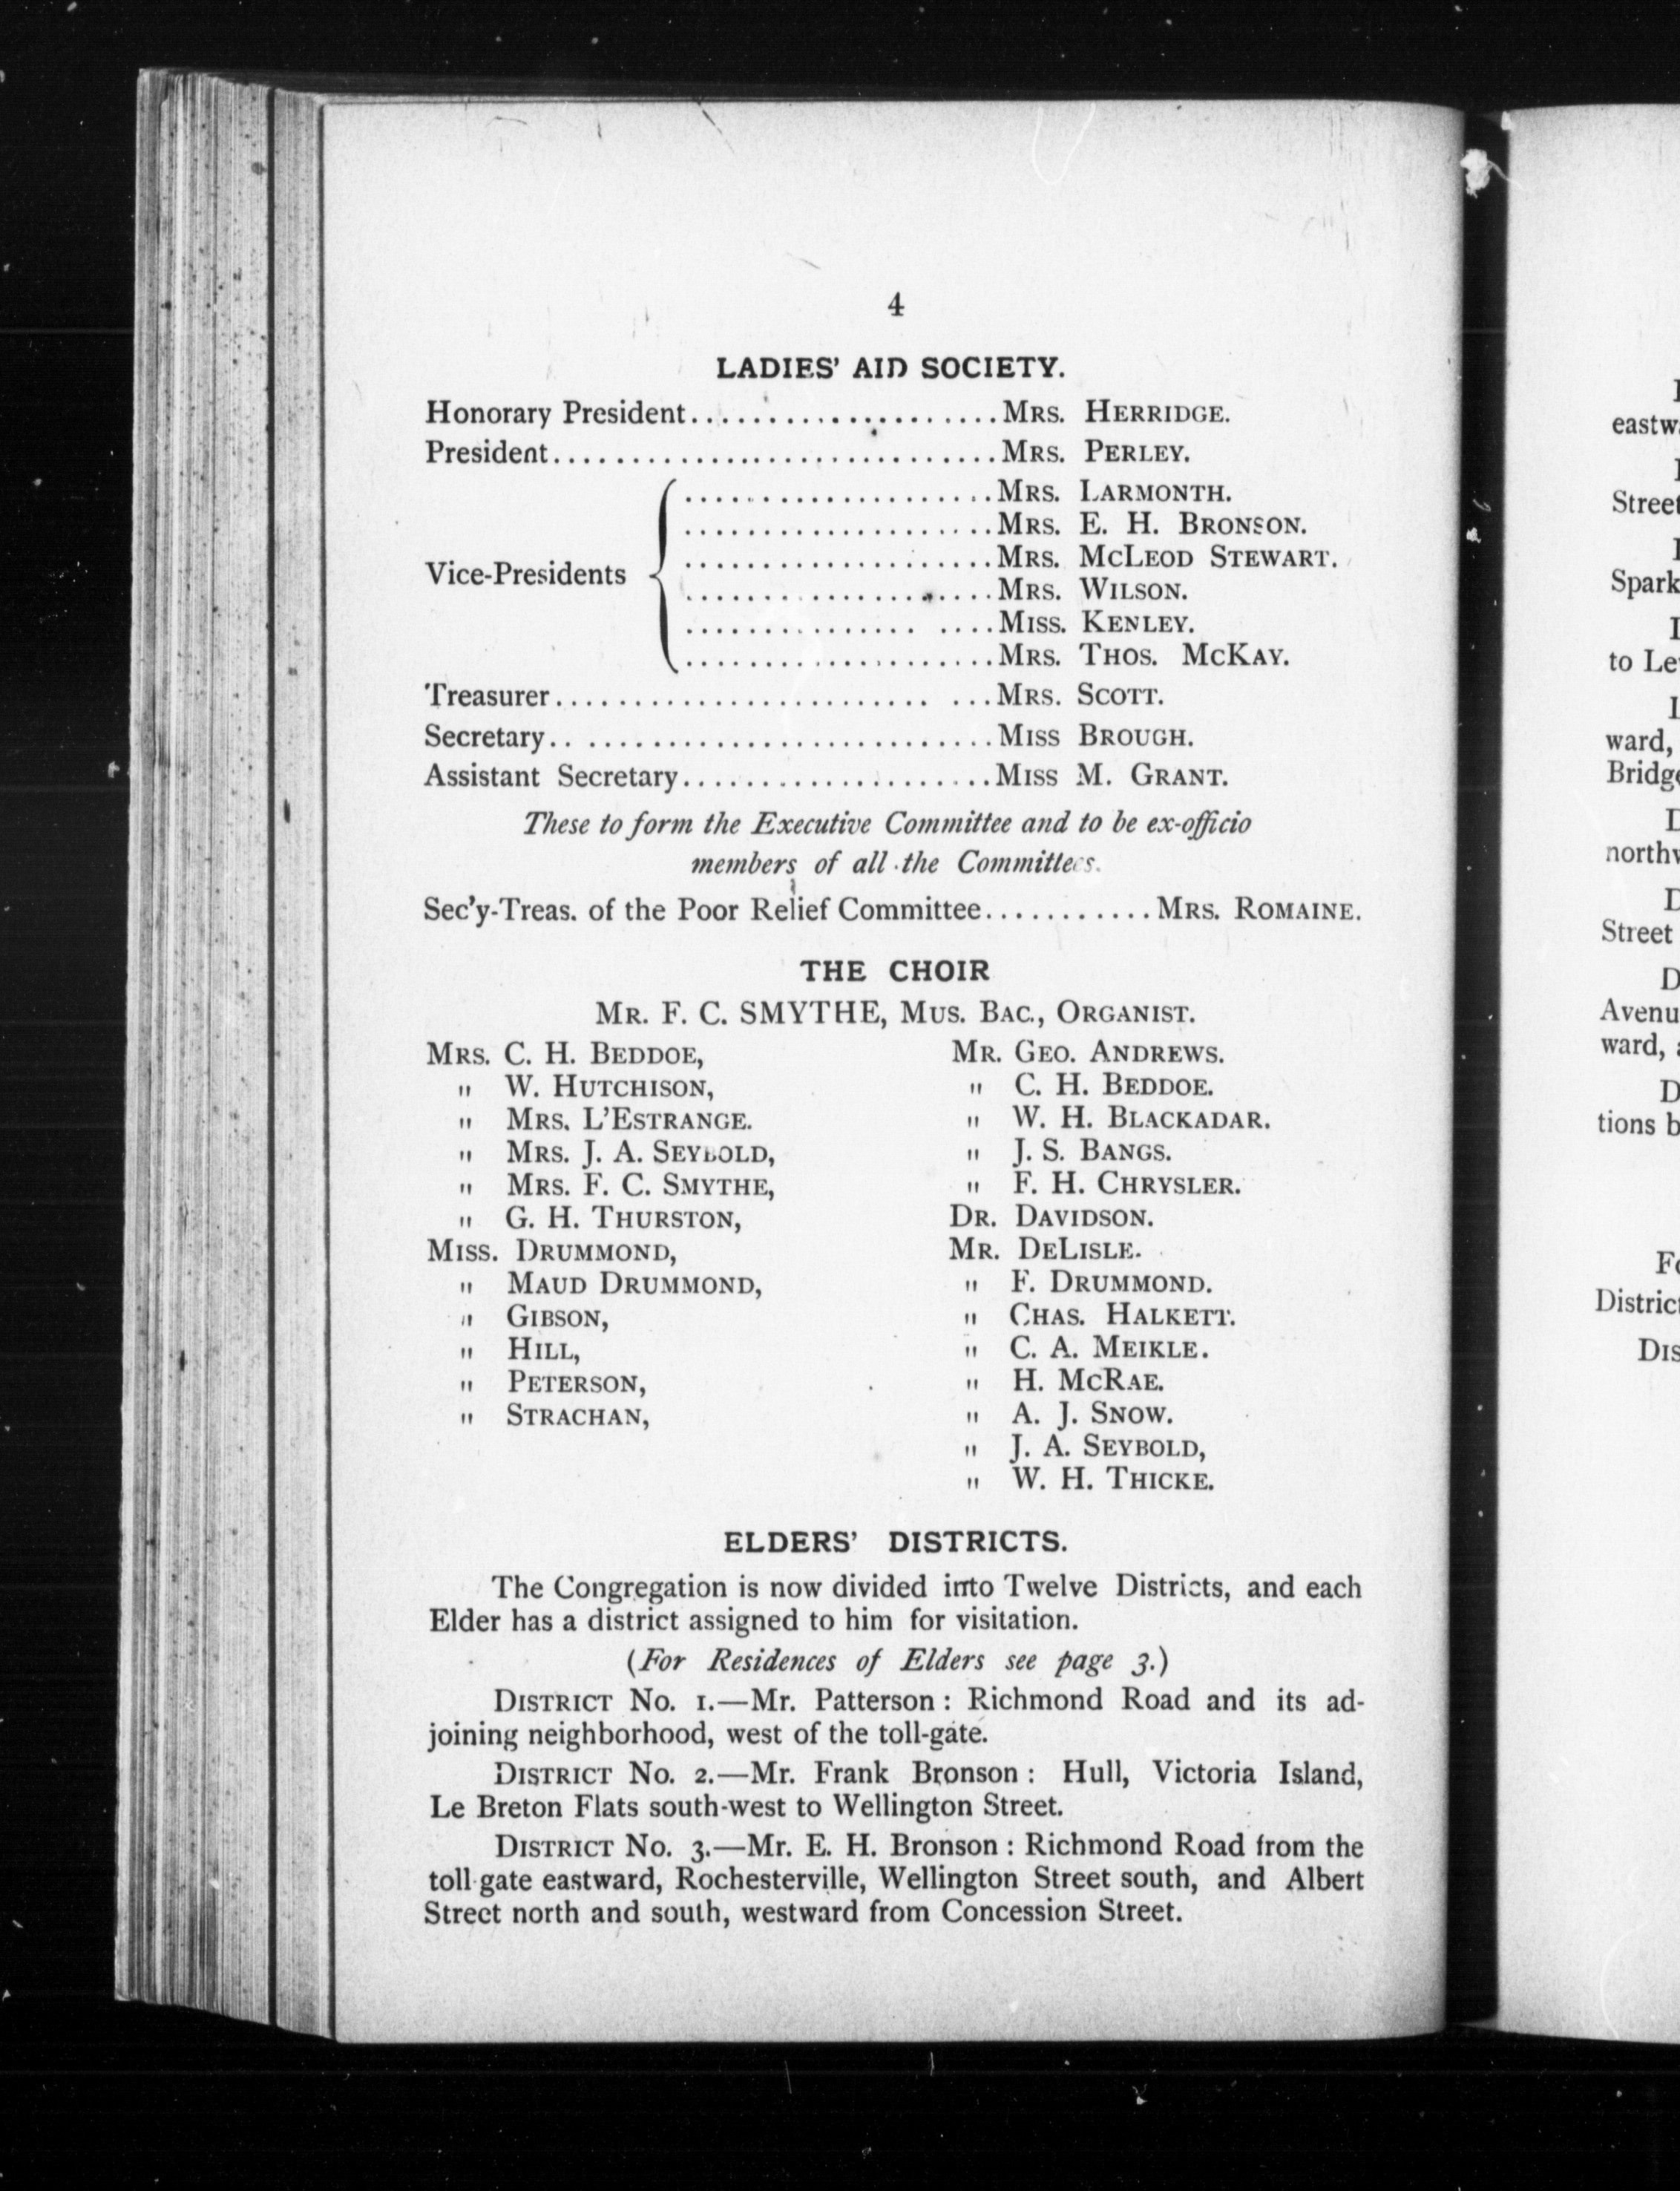 4
LADIES' AID SOCIETY.
Honorary President....................MRS. HERRIDGE.
President.............................MRS. PERLEY.
....................MRS. LARMONTH.
....................MRS. E. H. BRONSON.
....................MRS. MCLEOD STEWART.
Vice-Presidents
....................MRS. WILSON.
............... ....MISS. KENLEY.
....................MRS. THOS. MCKAY.
Treasurer........................ ...MRS. SCOTT.
Secretary.. ..........................MISS BROUGH.
Assistant Secretary....................MISS M. GRANT.
These to form the Executive Committee and to be ex-officio
members of all the Committees.
Sec'y-Treas. of the Poor Relief Committee...........MRS. ROMAINE.
THE CHOIR
MR. F. C. SMYTHE, MUS. BAC., ORGANIST.
MRS. C. H. BEDDOE, MR. GEO. ANDREWS.
" W. HUTCHISON, " C. H. BEDDOE.
" MRS. L'ESTRANGE. " W. H. BLACKADAR.
" MRS. J. A. SEYBOLD, " J. S. BANGS.
" MRS. F. C. SMYTHE, " F. H. CHRYSLER.
" G. H. THURSTON, DR. DAVIDSON.
MISS. DRUMMOND, MR. DELISLE.
" MAUD DRUMMOND, " F. DRUMMOND.
" GIBSON, " CHAS. HALKETT.
" HILL, " C. A. MEIKLE.
" PETERSON, " H. MCRAE.
" STRACHAN, " A. J. SNOW.
" J. A. SEYBOLD,
" W. H. THICKE.
ELDERS' DISTRICTS.
The Congregation is now divided into Twelve Districts, and each
Elder has a district assigned to him for visitation.
(For Residences of Elders see page 3.)
DISTRICT NO. 1.—Mr. Patterson : Richmond Road and its ad-
joining neighborhood, west of the toll-gate.
DISTRICT NO. 2.—Mr. Frank Bronson : Hull, Victoria Island,
Le Breton Flats south-west to Wellington Street.
DISTRICT NO. 3.—Mr. E. H. Bronson : Richmond Road from the
toll-gate eastward, Rochesterville, Wellington Street south, and Albert
Street north and south, westward from Concession Street.
Street
to
ward,
Street
ward,
tions